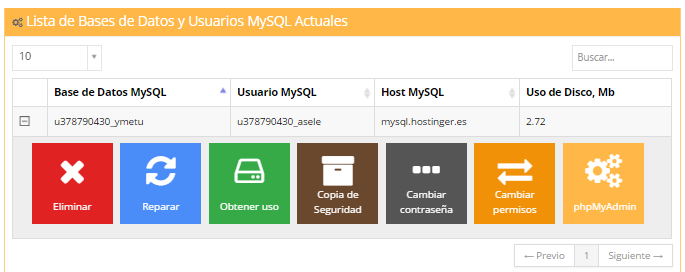 Lista de Bases de Datos y Usuarios MySQL Actuales
10
Buscar...
Base de Datos MySQL Usuario MySQL Host MySQL Uso de Disco, Mb
u378790430_ymetu u378790430_asele mysql.hostinger.es 2.72
Eliminar
Reparar
Obtener uso
Copia de
Seguridad
Cambiar
contraseña
Cambiar
permisos
phpMyAdmin
← Previo 1 Siguiente →